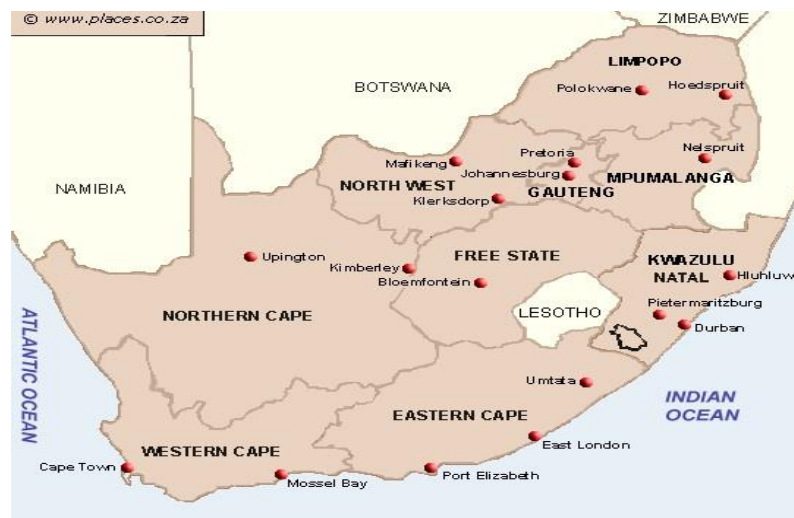 © www.places.co.za
ZIMBABWE
LIMPOPO
BOTSWANA
Polokwane
Hoedspruit
Pretoria
Nelspruit
Mafikeng
Johannesburg
MPUMALANGA
NAMIBIA
NORTH WEST
GAUTENG
Klerksdorp
Upington
Kimberley
FREE STATE
KWAZULU
NATAL
Hluhluw
Bloemfontein
Pietermaritzburg
NORTHERN CAPE
LESOTHO
Durban
ATLANTIC OCEAN
Umtata
INDIAN
OCEAN
EASTERN CAPE
East London
WESTERN CAPE
Cape Town
Mossel Bay
Port Elizabeth